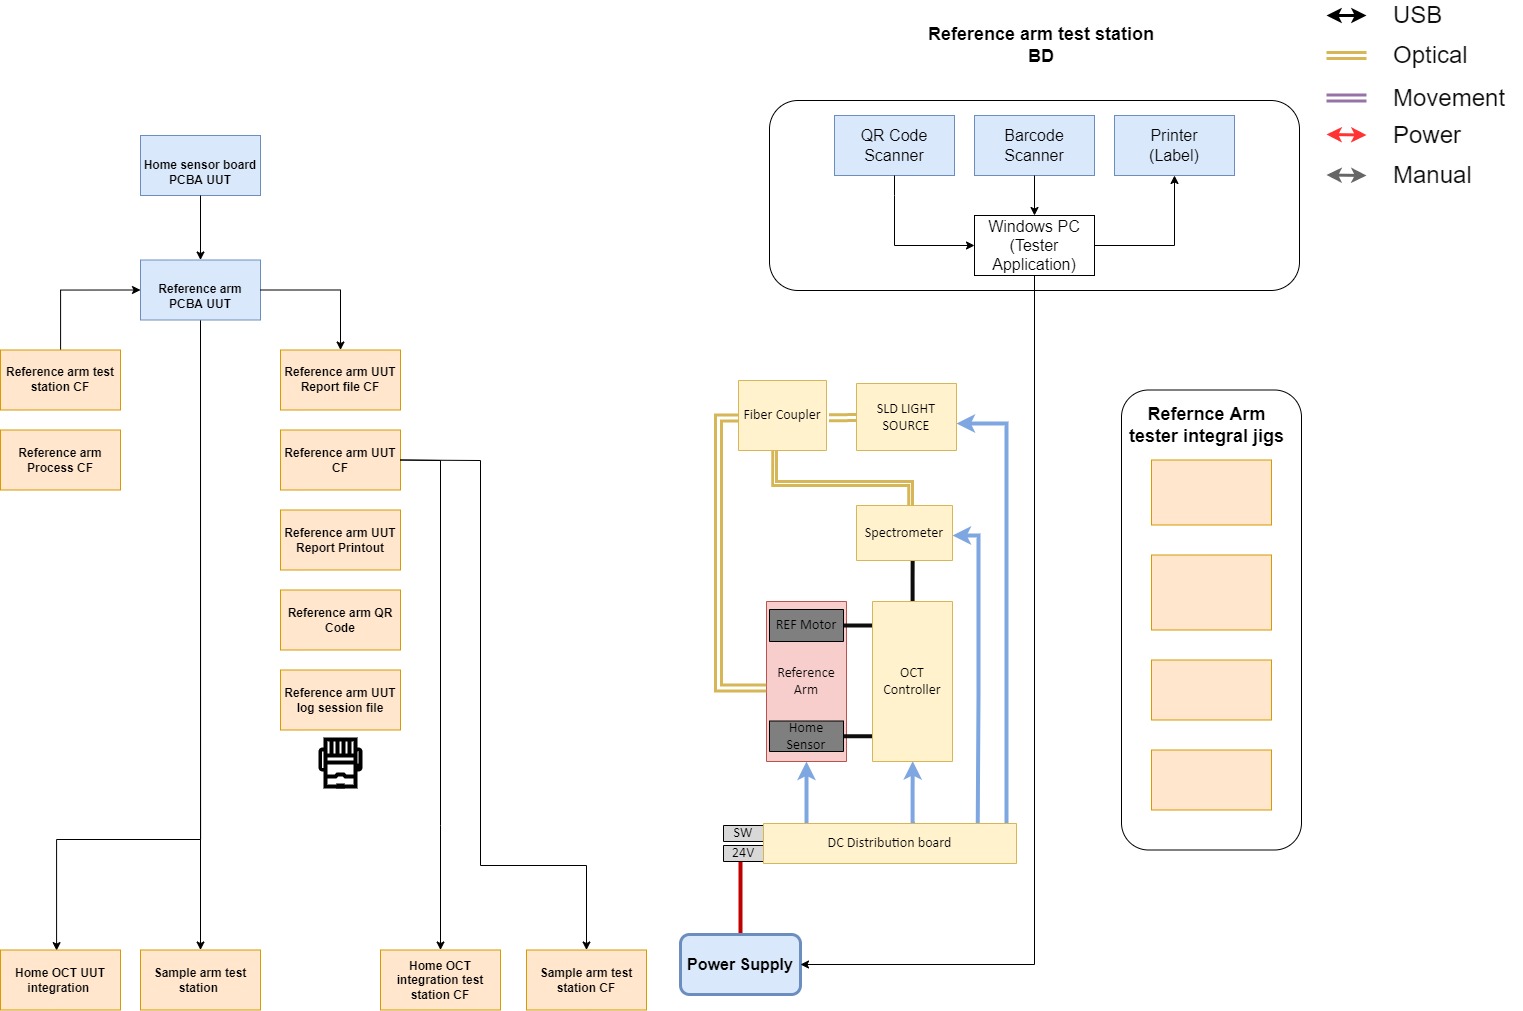 Reference arm test station
BD
USB
Optical
Movement
Power
Manual
QR Code
Scanner
Barcode
Scanner
Printer
(Label)
Windows PC
(Tester
Application)
Home sensor board
PCBA UUT
Reference arm
PCBA UUT
Reference arm test
station CF
Reference arm
Process CF
Reference arm UUT
Report file CF
Reference arm UUT
CF
Reference arm UUT
Report Printout
Reference arm QR
Code
Reference arm UUT
log session file
Home OCT UUT
integration
Sample arm test
station
Home OCT
integration test
station CF
Sample arm test
station CF
Fiber Coupler
SLD LIGHT
SOURCE
Spectrometer
REF Motor
Reference
Arm
Home
Sensor
OCT
Controller
SW
24V
DC Distribution board
Power Supply
Refernce Arm
tester integral jigs